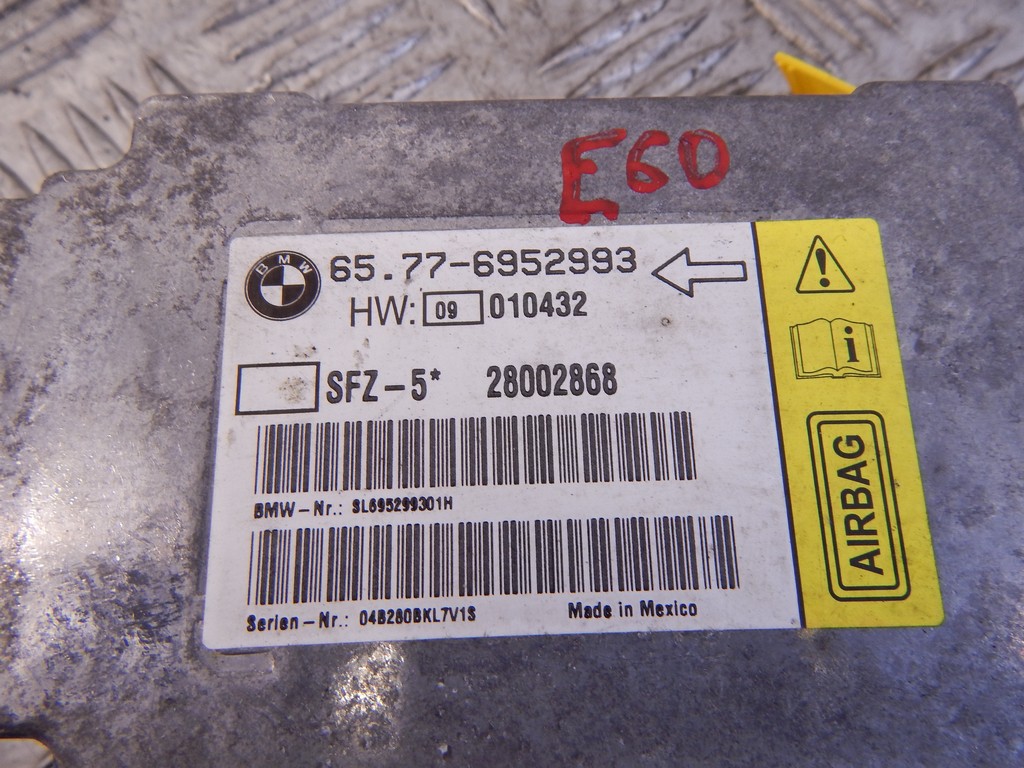 E60
BMW
65.77-6952993
HW: 09 010432
SFZ-5* 28002868
BMW-Nr.: SL695299301H
Serien-Nr.: 04B280BKL7V1S
Made in Mexico
i
AIRBAG